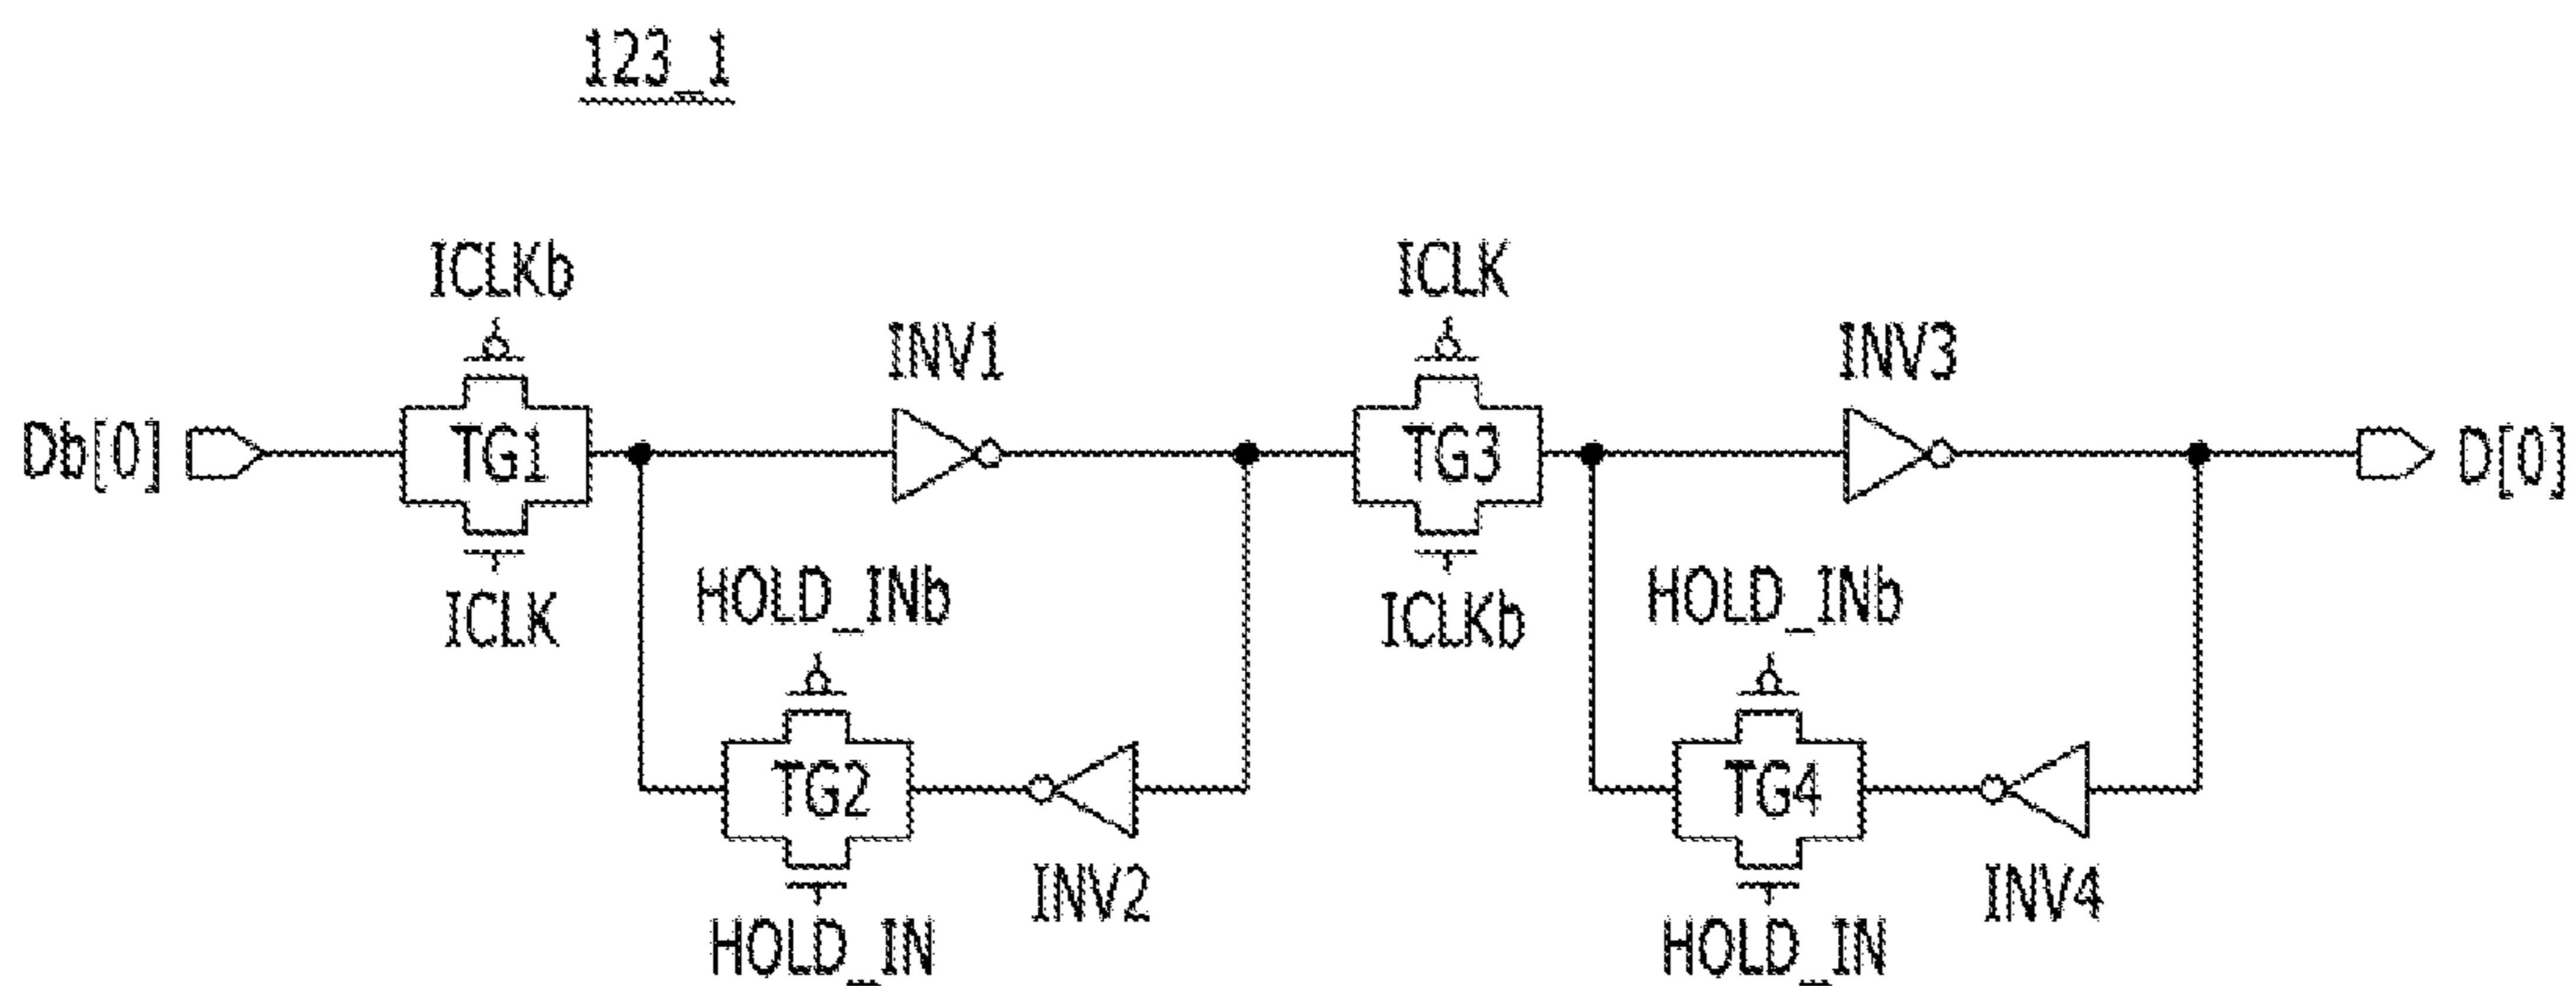 123_1
ICLKb
ICLK
INV1
INV3
Db[0]
TG1
TG3
D[0]
ICLK
HOLD_INb
ICLKb
HOLD_INb
TG2
TG4
INV2
INV4
HOLD_IN
HOLD_IN